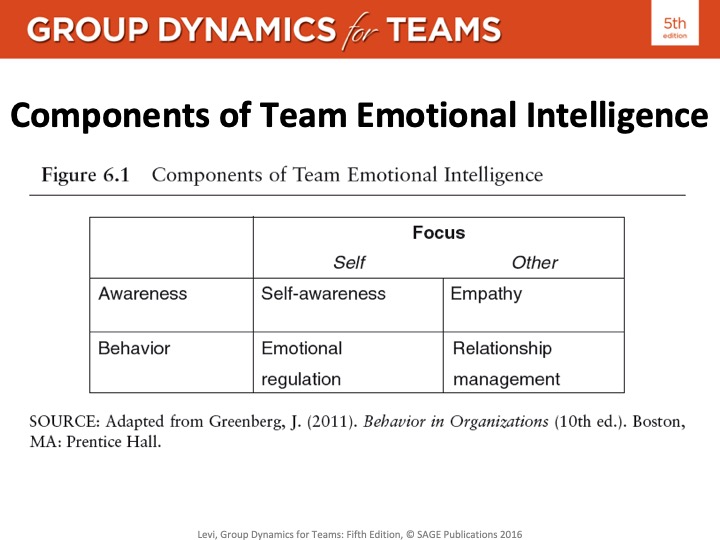 GROUP DYNAMICS for TEAMS
5th
edition
Components of Team Emotional Intelligence
Figure 6.1 Components of Team Emotional Intelligence
Focus
Self Other
Awareness Self-awareness Empathy
Behavior Emotional Relationship
regulation management
SOURCE: Adapted from Greenberg, J. (2011). Behavior in Organizations (10th ed.). Boston,
MA: Prentice Hall.
Levi, Group Dynamics for Teams: Fifth Edition, © SAGE Publications 2016